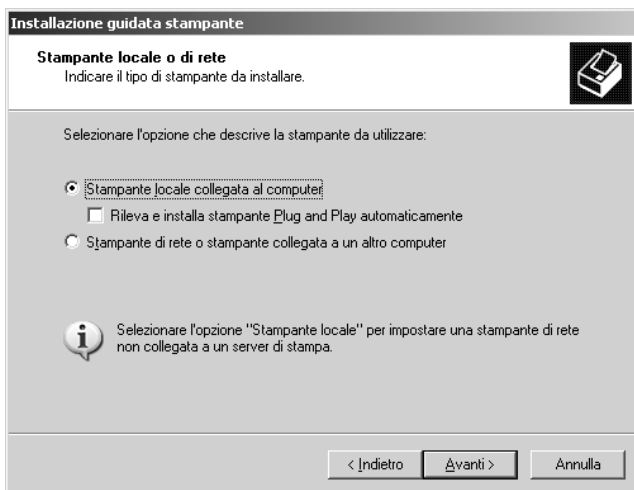 Installazione guidata stampante
Stampante locale o di rete
Indicare il tipo di stampante da installare.
Selezionare l'opzione che descrive la stampante da utilizzare:
Stampante locale collegata al computer
Rileva e installa stampante Plug and Play automaticamente
Stampante di rete o stampante collegata a un altro computer
Selezionare l'opzione "Stampante locale" per impostare una stampante di rete
non collegata a un server di stampa.
< Indietro
Avanti >
Annulla